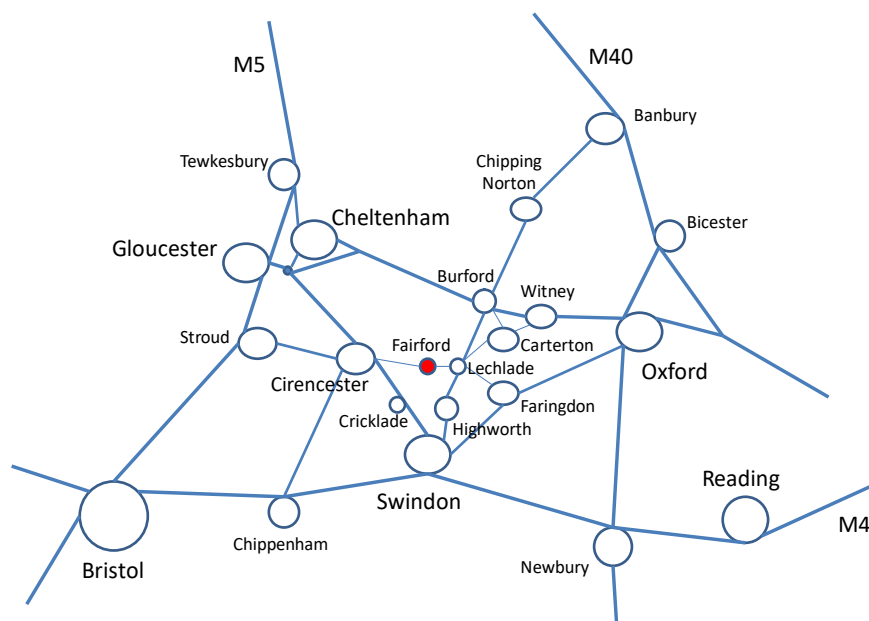 M5
M40
Banbury
Tewkesbury
Chipping
Norton
Cheltenham
Bicester
Gloucester
Burford
Witney
Stroud
Fairford
Carterton
Lechlade
Oxford
Cirencester
Faringdon
Cricklade
Highworth
Reading
Swindon
M4
Chippenham
Bristol
Newbury